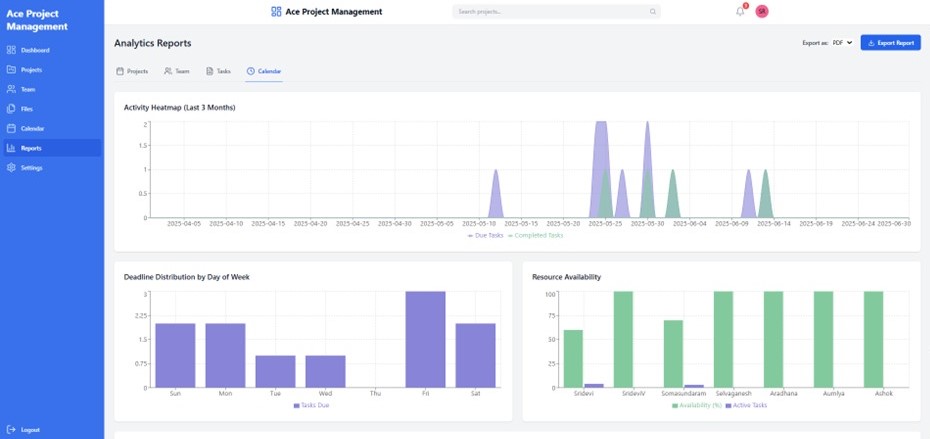 Ace Project
Management
Dashboard
Projects
Team
Files
Calendar
Reports
Settings
Logout
Ace Project Management
Search projects...
SR
Analytics Reports
Export as: PDF
Export Report
Projects Team Tasks Calendar
Activity Heatmap (Last 3 Months)
2
1.5
1
0.5
0
2025-04-05 2025-04-10 2025-04-15 2025-04-20 2025-04-25 2025-04-30 2025-05-05 2025-05-10 2025-05-15 2025-05-20 2025-05-25 2025-05-30 2025-06-04 2025-06-09 2025-06-14 2025-06-19 2025-06-24 2025-06-30
Due Tasks Completed Tasks
Deadline Distribution by Day of Week
3
2.25
1.5
0.75
0
Sun Mon Tue Wed Thu Fri Sat
Tasks Due
Resource Availability
100
75
50
25
0
Sridevi SrideviV Somasundaram Selvaganesh Aradhana Aumiya Ashok
Availability (%) Active Tasks